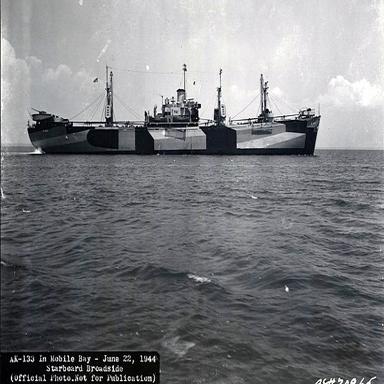 AK-133 In Mobile Bay - June 22, 1944
Starboard Broadside
(Official Photo.Not for Publication)